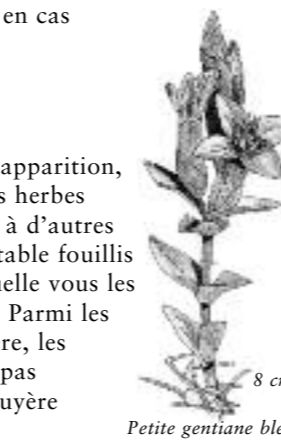 en cas
apparition,
s herbes
à d'autres
table fouillis
uelle vous les
Parmi les
re, les
pas
uyère
8 c
Petite gentiane ble